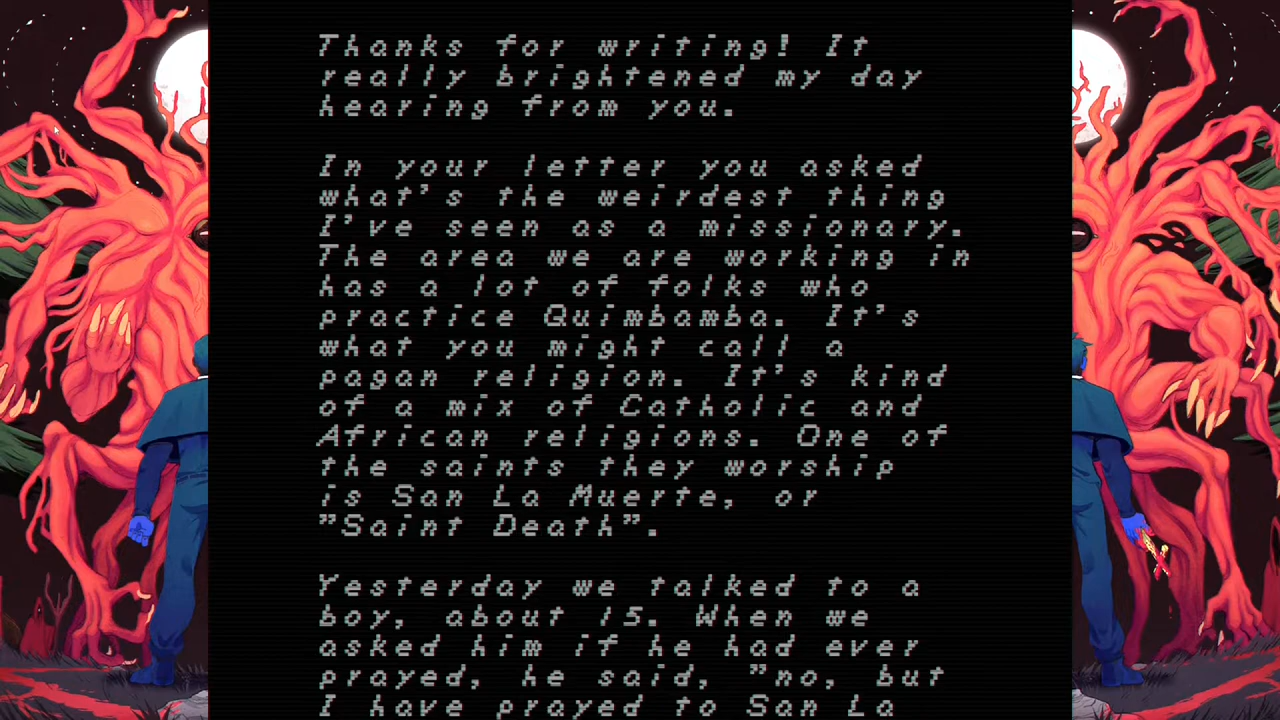 Thanks for writing! It
really brightened my day
hearing from you.
In your letter you asked
what's the weirdest thing
I've seen as a missionary.
The area we are working in
has a lot of folks who
practice Quimbamba. It's
what you might call a
pagan religion. It's kind
of a mix of Catholic and
African religions. One of
the saints they worship
is San La Muerte, or
"Saint Death".
Yesterday we talked to a
boy, about 15. When we
asked him if he had ever
prayed, he said, "no, but
I have prayed to San La